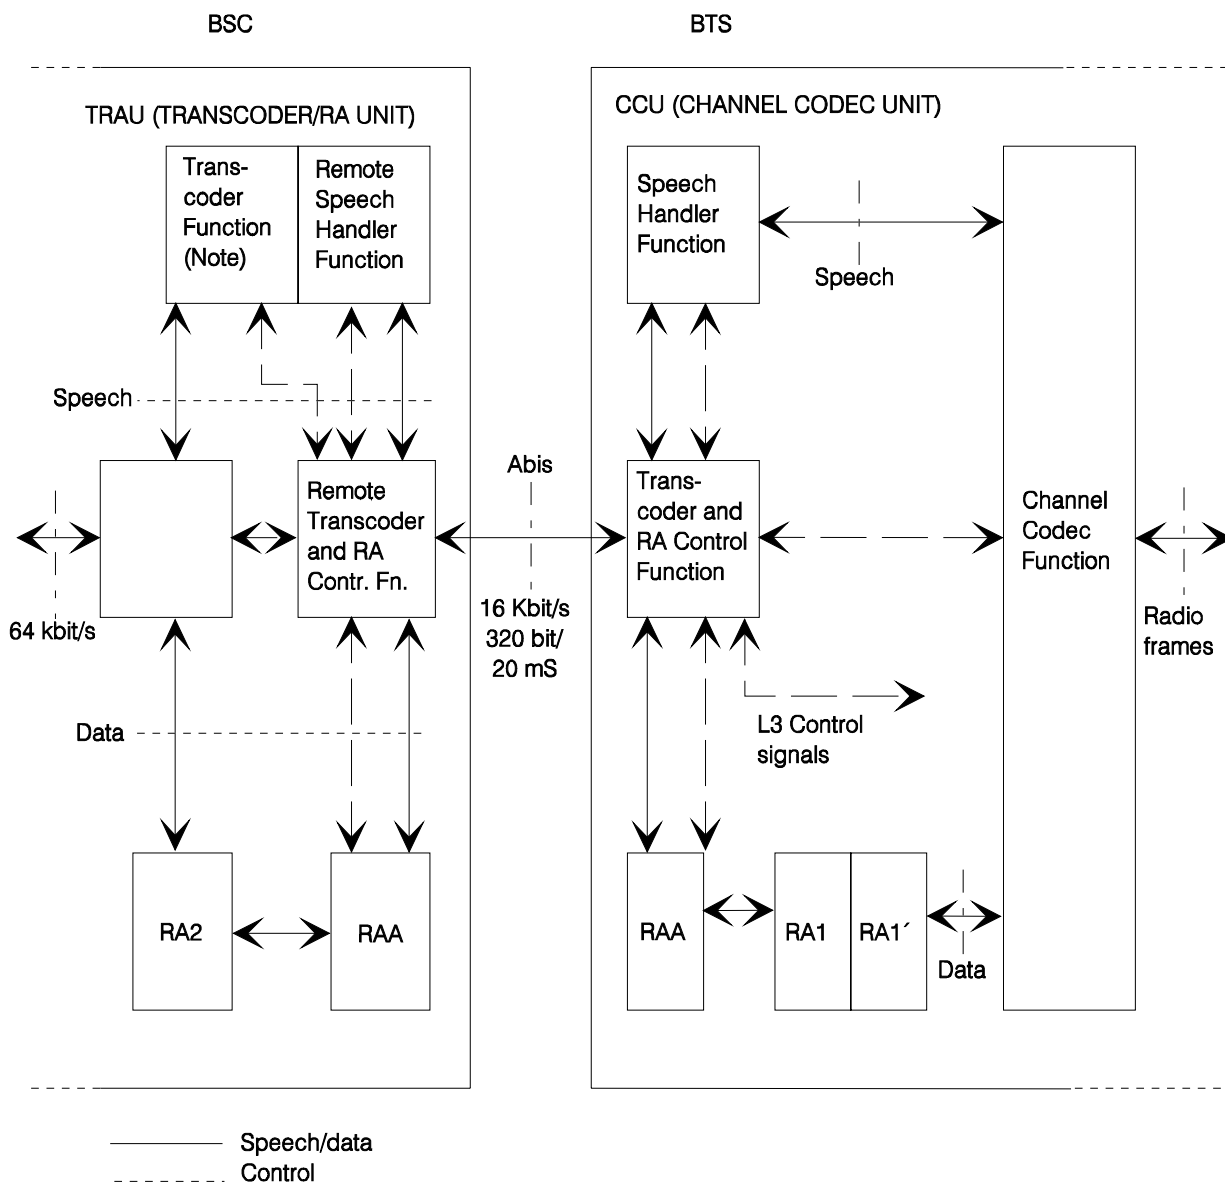 BSC
BTS
TRAU (TRANSCODER/RA UNIT)
CCU (CHANNEL CODEC UNIT)
Trans-
coder
Function
(Note)
Remote
Speech
Handler
Function
Speech
Handler
Function
Speech
Speech
Abis
Remote
Transcoder
and RA
Contr. Fn.
Trans-
coder and
RA Control
Function
Channel
Codec
Function
64 kbit/s
16 Kbit/s
320 bit/
20 mS
Radio
frames
Data
L3 Control
signals
RA2
RAA
RAA
RA1
RA1´
Data
Speech/data
Control